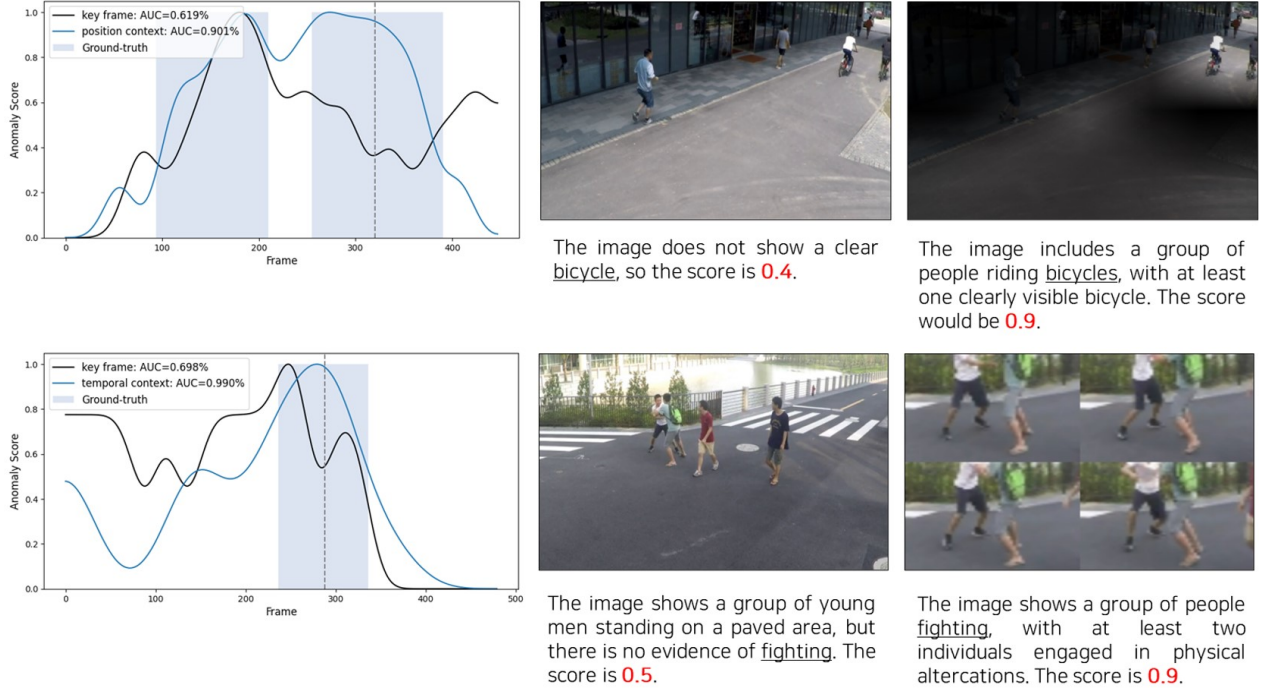 key frame: AUC=0.619%
position context: AUC=0.901%
Ground-truth
1.0
0.8
0.6
0.4
0.2
0.0
Anomaly Score
0
100
200
300
400
Frame
The image does not show a clear
bicycle, so the score is 0.4.
The image includes a group of
people riding bicycles, with at least
one clearly visible bicycle. The score
would be 0.9.
key frame: AUC=0.698%
temporal context: AUC=0.990%
Ground-truth
1.0
0.8
0.6
0.4
0.2
0.0
Anomaly Score
0
100
200
300
400
500
Frame
The image shows a group of young
men standing on a paved area, but
there is no evidence of fighting. The
score is 0.5.
The image shows a group of people
fighting, with at least two
individuals engaged in physical
altercations. The score is 0.9.